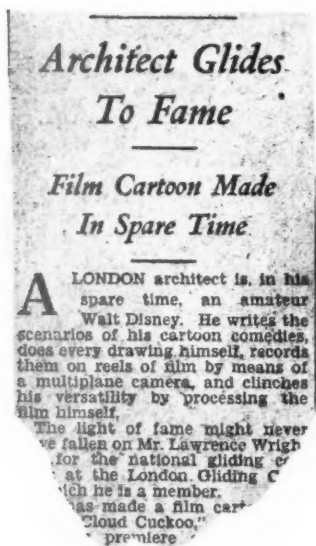 Architect Glides
To Fame
Film Cartoon Made
In Spare Time
A LONDON architect is, in his
spare time, an amateur
Walt Disney. He writes the
scenarios of his cartoon comedies,
does every drawing himself, records
them on reels of film by means of
a multiplane camera, and clinches
his versatility by processing the
film himself.
The light of fame might never
ve fallen on Mr. Lawrence Wrigh
for the national gliding
at the London Gliding C
ich he is a member.
has made a film cart
Cloud Cuckoo,"
premiere